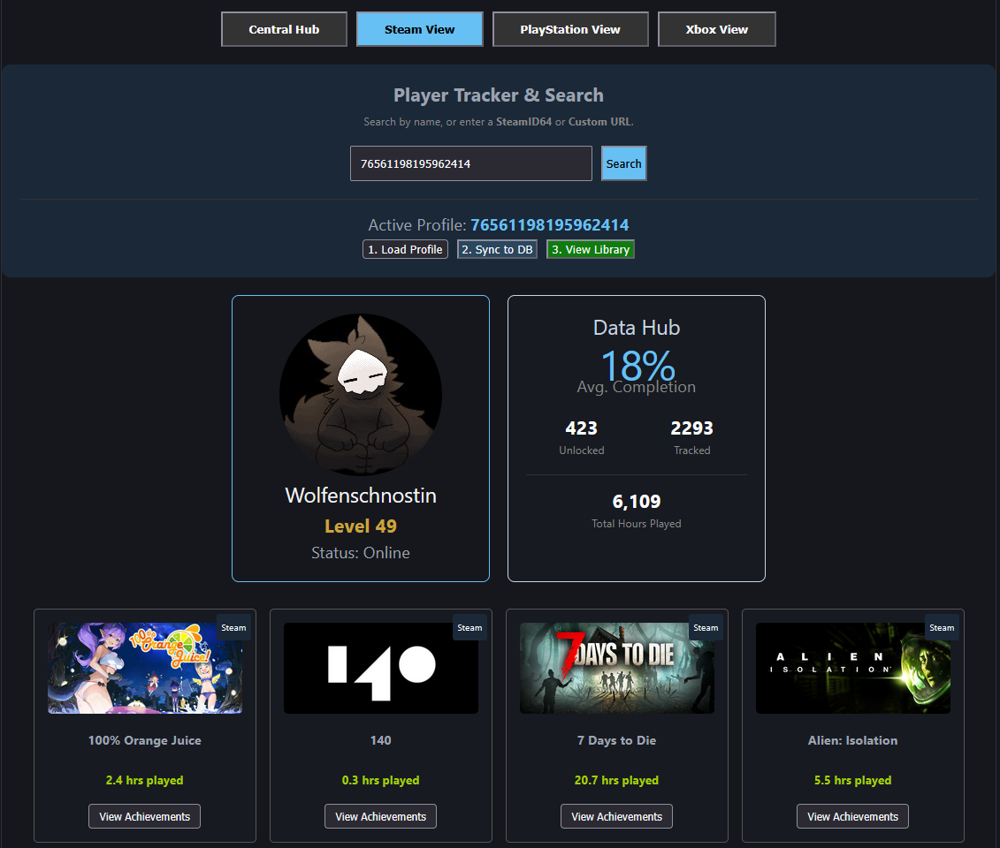 Central Hub
Steam View
PlayStation View
Xbox View
Player Tracker & Search
Search by name, or enter a SteamID64 or Custom URL.
76561198195962414
Search
Active Profile: 76561198195962414
1. Load Profile
2. Sync to DB
3. View Library
Wolfenschnostin
Level 49
Status: Online
Data Hub
18%
Avg. Completion
423
Unlocked
2293
Tracked
6,109
Total Hours Played
Steam
100% Orange Juice!
100% Orange Juice
2.4 hrs played
View Achievements
Steam
140
140
0.3 hrs played
View Achievements
Steam
7 DAYS TO DIE
7 Days to Die
20.7 hrs played
View Achievements
Steam
ALIEN
ISOLATION
Alien: Isolation
5.5 hrs played
View Achievements